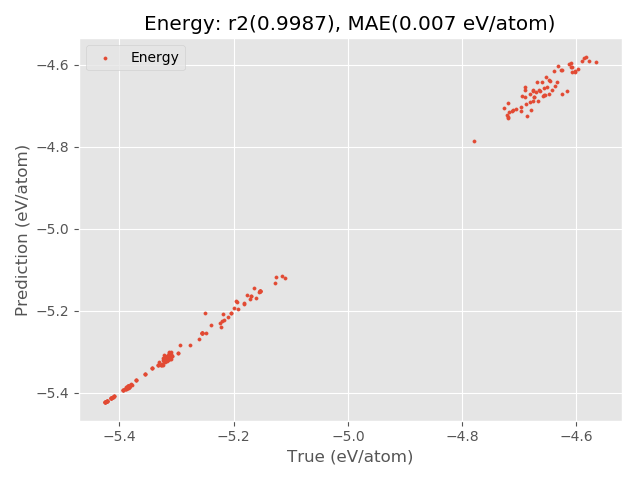 Energy: r2(0.9987), MAE(0.007 eV/atom)
Energy
−4.6
−4.8
−5.0
−5.2
−5.4
Prediction (eV/atom)
−5.4 −5.2 −5.0 −4.8 −4.6
True (eV/atom)